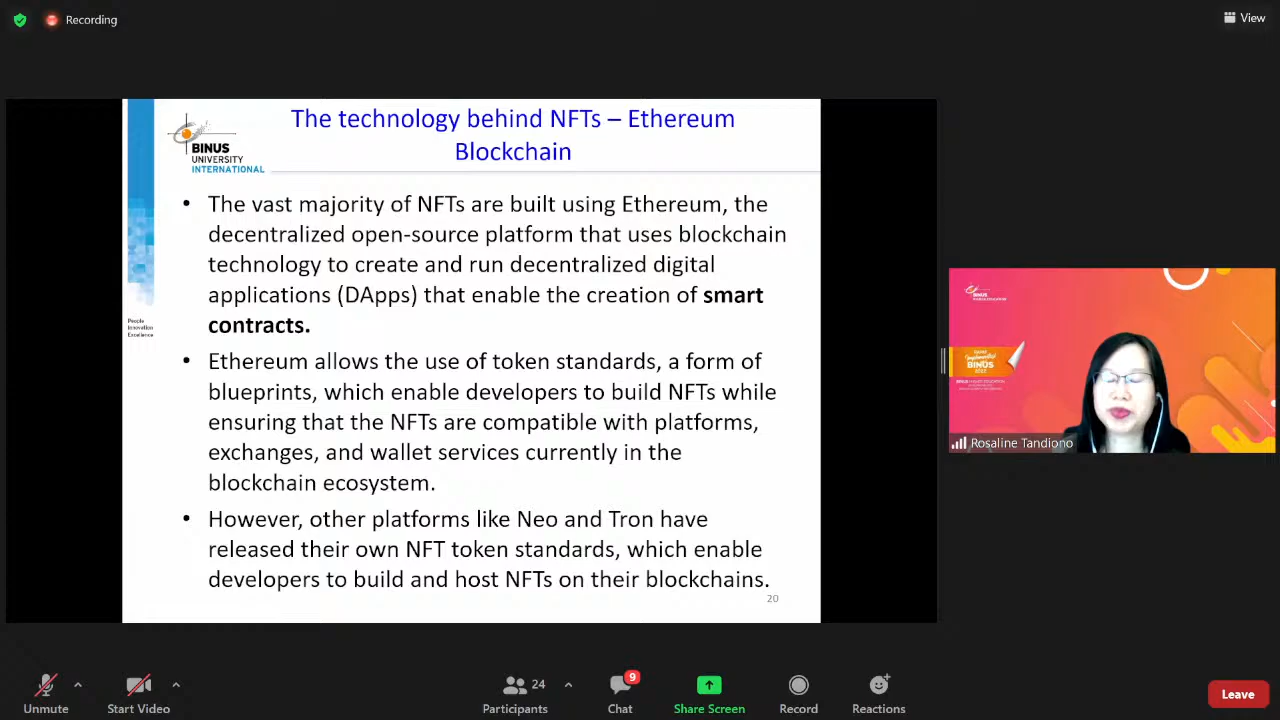 Recording
View
The technology behind NFTs – Ethereum
Blockchain
BINUS
UNIVERSITY
INTERNATIONAL
• The vast majority of NFTs are built using Ethereum, the
decentralized open-source platform that uses blockchain
technology to create and run decentralized digital
applications (DApps) that enable the creation of smart
contracts.
People
Innovation
Excellence
• Ethereum allows the use of token standards, a form of
blueprints, which enable developers to build NFTs while
ensuring that the NFTs are compatible with platforms,
exchanges, and wallet services currently in the
blockchain ecosystem.
• However, other platforms like Neo and Tron have
released their own NFT token standards, which enable
developers to build and host NFTs on their blockchains.
20
BINUS
BINUS
Rosaline Tandiono
Unmute
Start Video
24
Participants
9
Chat
Share Screen
Record
Reactions
Leave